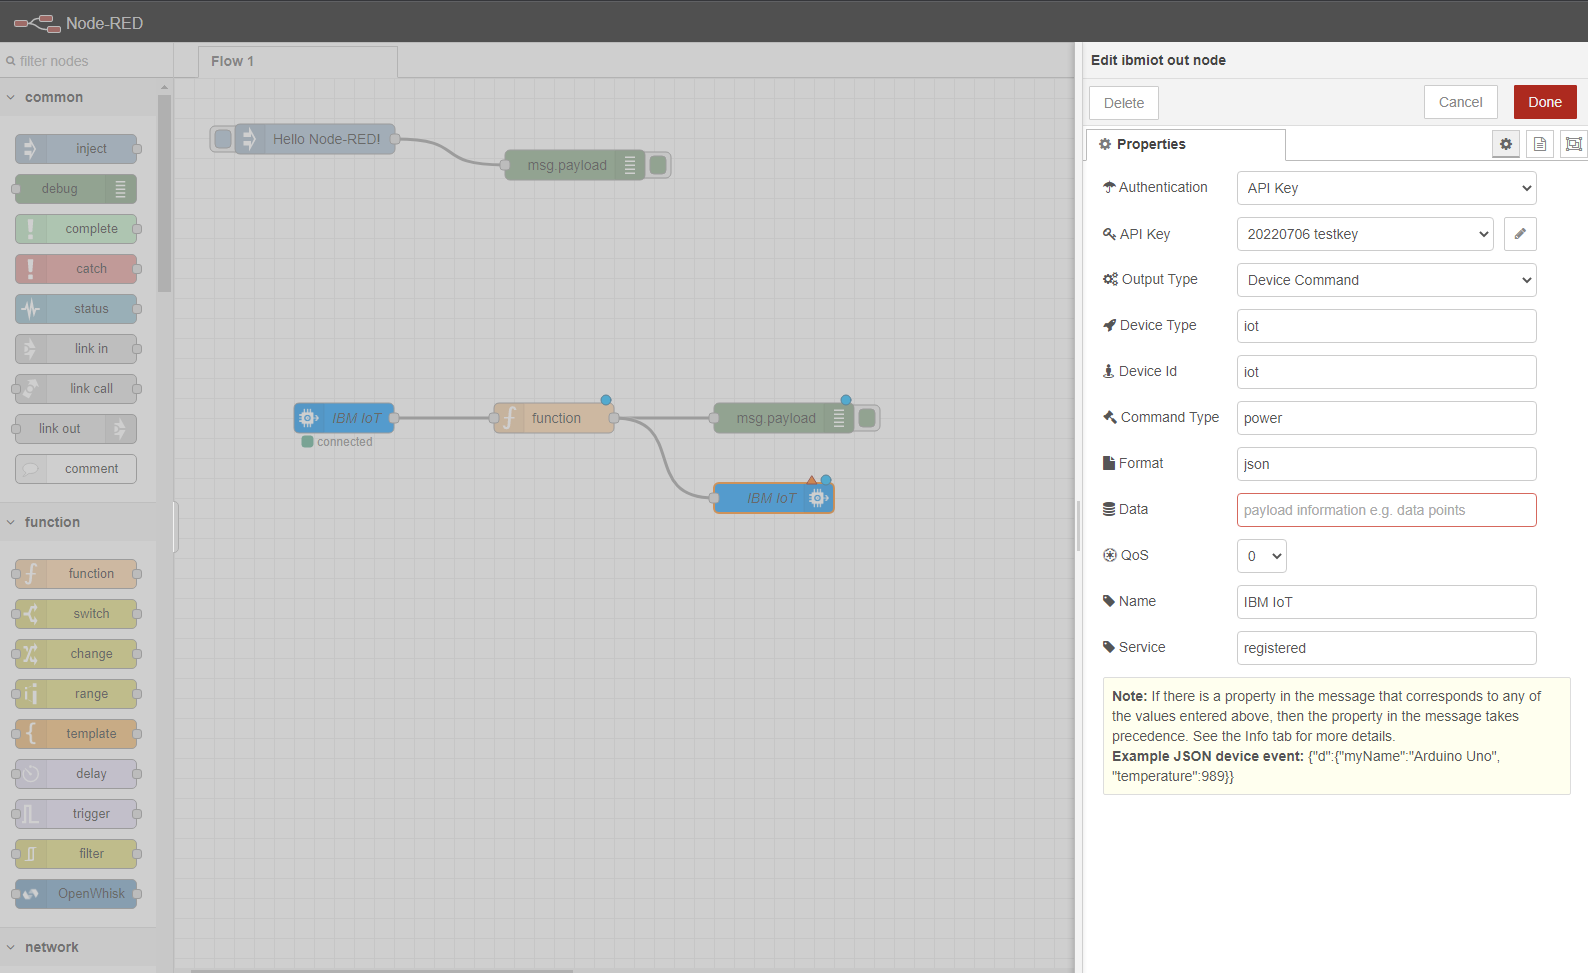 Node-RED
filter nodes
Flow 1
common
inject
debug
complete
catch
status
link in
link call
link out
comment
function
function
switch
change
range
template
delay
trigger
filter
OpenWhisk
network
Hello Node-RED!
msg.payload
IBM IoT
connected
function
msg.payload
IBM IoT
Edit ibmiot out node
Delete
Cancel
Done
Properties
Authentication
API Key
API Key
20220706 testkey
Output Type
Device Command
Device Type
iot
Device Id
iot
Command Type
power
Format
json
Data
payload information e.g. data points
QoS
0
Name
IBM IoT
Service
registered
Note: If there is a property in the message that corresponds to any of
the values entered above, then the property in the message takes
precedence. See the Info tab for more details.
Example JSON device event: {"d":{"myName":"Arduino Uno",
"temperature":989}}